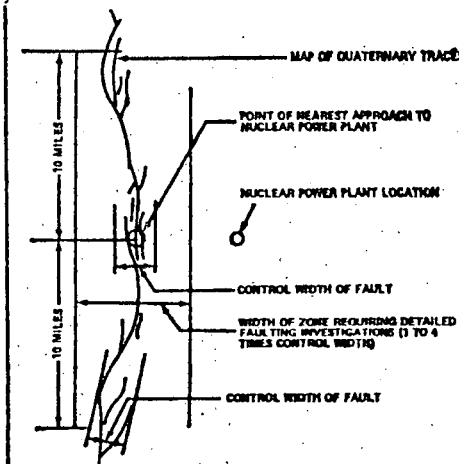 MAP OF QUATERNARY TRACES
10 MILES
POINT OF NEAREST APPROACH TO
NUCLEAR POWER PLANT
NUCLEAR POWER PLANT LOCATION
CONTROL WIDTH OF FAULT
WIDTH OF ZONE REQUIRING DETAILED
FAULTING INVESTIGATIONS (1 TO 4
TIMES CONTROL WIDTH)
10 MILES
CONTROL WIDTH OF FAULT